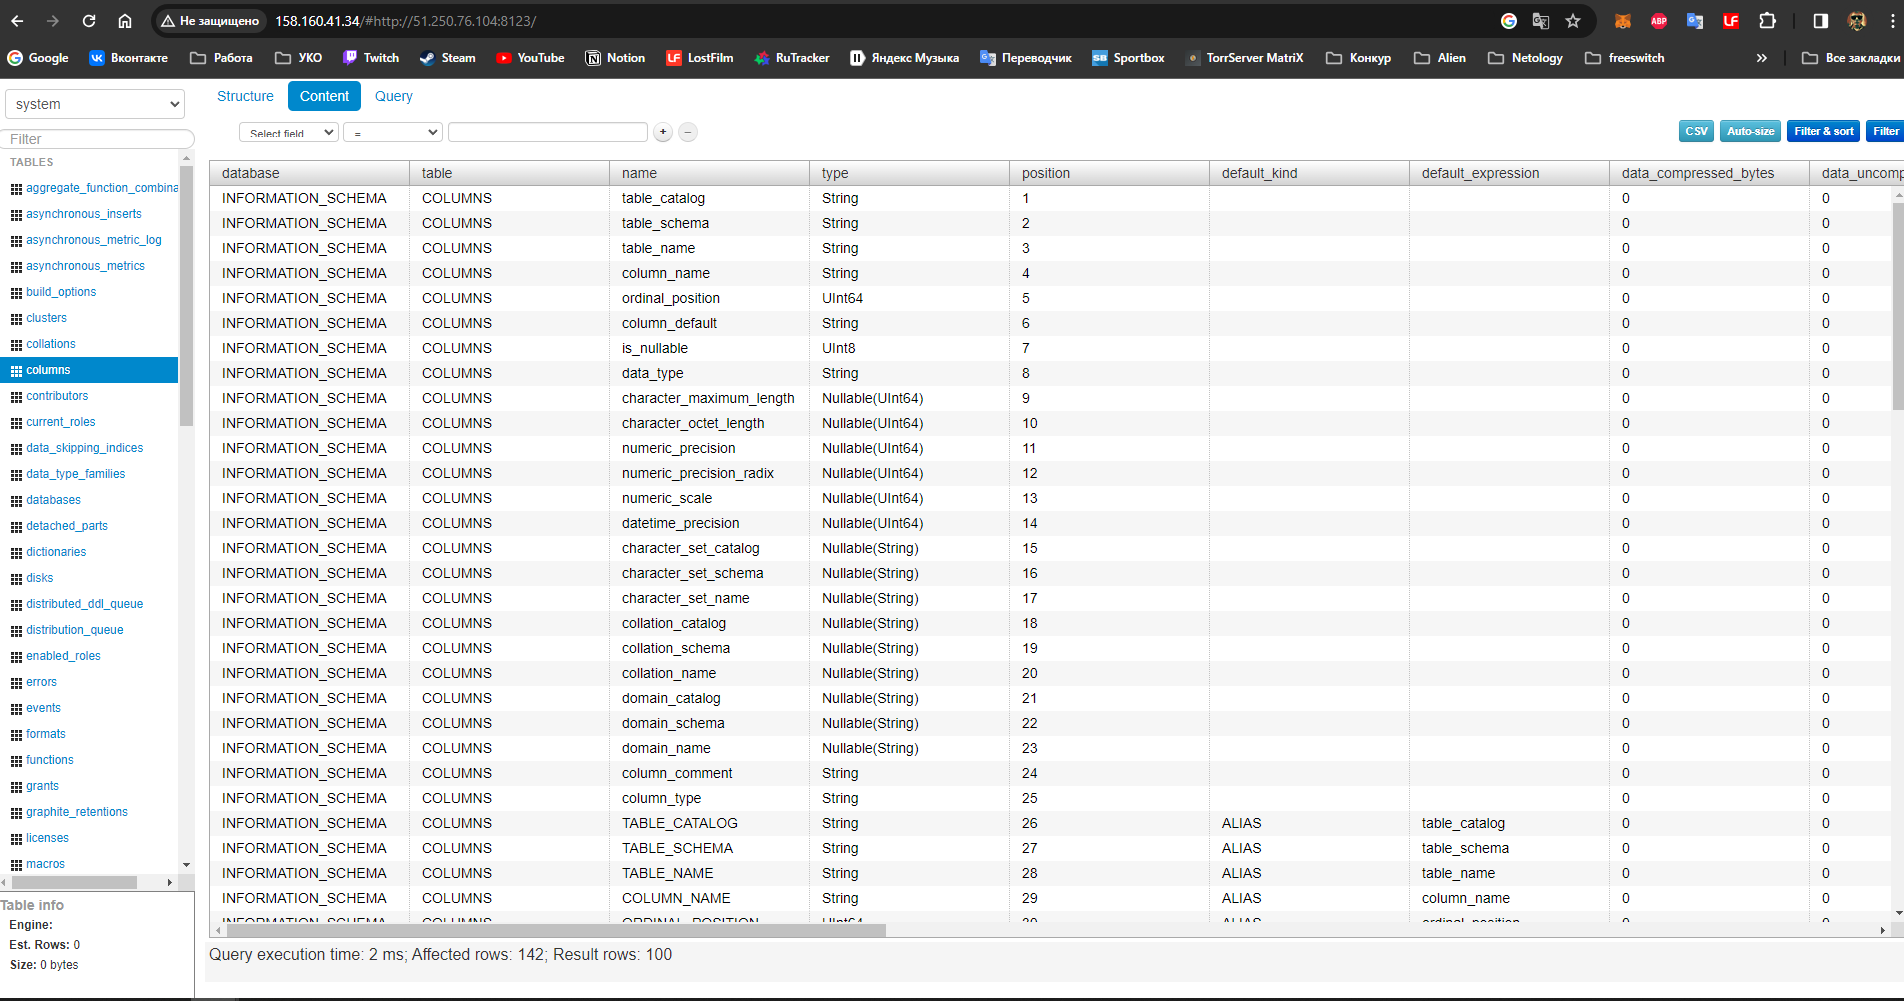 Не защищено 158.160.41.34/#http://51.250.76.104:8123/
Google Вконтакте Работа УКО Twitch Steam YouTube Notion LostFilm RuTracker Яндекс Музыка Переводчик Sportbox TorrServer MatriX Конкур Alien Netology freeswitch » Все закладки
system
Structure Content Query
Filter
Select field = + −
CSV Auto-size Filter & sort Filter
TABLES
aggregate_function_combina
asynchronous_inserts
asynchronous_metric_log
asynchronous_metrics
build_options
clusters
collations
columns
contributors
current_roles
data_skipping_indices
data_type_families
databases
detached_parts
dictionaries
disks
distributed_ddl_queue
distribution_queue
enabled_roles
errors
events
formats
functions
grants
graphite_retentions
licenses
macros
Table info
Engine:
Est. Rows: 0
Size: 0 bytes
database table name type position default_kind default_expression data_compressed_bytes data_uncomp
INFORMATION_SCHEMA COLUMNS table_catalog String 1 0 0
INFORMATION_SCHEMA COLUMNS table_schema String 2 0 0
INFORMATION_SCHEMA COLUMNS table_name String 3 0 0
INFORMATION_SCHEMA COLUMNS column_name String 4 0 0
INFORMATION_SCHEMA COLUMNS ordinal_position UInt64 5 0 0
INFORMATION_SCHEMA COLUMNS column_default String 6 0 0
INFORMATION_SCHEMA COLUMNS is_nullable UInt8 7 0 0
INFORMATION_SCHEMA COLUMNS data_type String 8 0 0
INFORMATION_SCHEMA COLUMNS character_maximum_length Nullable(UInt64) 9 0 0
INFORMATION_SCHEMA COLUMNS character_octet_length Nullable(UInt64) 10 0 0
INFORMATION_SCHEMA COLUMNS numeric_precision Nullable(UInt64) 11 0 0
INFORMATION_SCHEMA COLUMNS numeric_precision_radix Nullable(UInt64) 12 0 0
INFORMATION_SCHEMA COLUMNS numeric_scale Nullable(UInt64) 13 0 0
INFORMATION_SCHEMA COLUMNS datetime_precision Nullable(UInt64) 14 0 0
INFORMATION_SCHEMA COLUMNS character_set_catalog Nullable(String) 15 0 0
INFORMATION_SCHEMA COLUMNS character_set_schema Nullable(String) 16 0 0
INFORMATION_SCHEMA COLUMNS character_set_name Nullable(String) 17 0 0
INFORMATION_SCHEMA COLUMNS collation_catalog Nullable(String) 18 0 0
INFORMATION_SCHEMA COLUMNS collation_schema Nullable(String) 19 0 0
INFORMATION_SCHEMA COLUMNS collation_name Nullable(String) 20 0 0
INFORMATION_SCHEMA COLUMNS domain_catalog Nullable(String) 21 0 0
INFORMATION_SCHEMA COLUMNS domain_schema Nullable(String) 22 0 0
INFORMATION_SCHEMA COLUMNS domain_name Nullable(String) 23 0 0
INFORMATION_SCHEMA COLUMNS column_comment String 24 0 0
INFORMATION_SCHEMA COLUMNS column_type String 25 0 0
INFORMATION_SCHEMA COLUMNS TABLE_CATALOG String 26 ALIAS table_catalog 0 0
INFORMATION_SCHEMA COLUMNS TABLE_SCHEMA String 27 ALIAS table_schema 0 0
INFORMATION_SCHEMA COLUMNS TABLE_NAME String 28 ALIAS table_name 0 0
INFORMATION_SCHEMA COLUMNS COLUMN_NAME String 29 ALIAS column_name 0 0
INFORMATION_SCHEMA COLUMNS ORDINAL_POSITION UInt64 30 ALIAS ordinal_position 0 0
Query execution time: 2 ms; Affected rows: 142; Result rows: 100